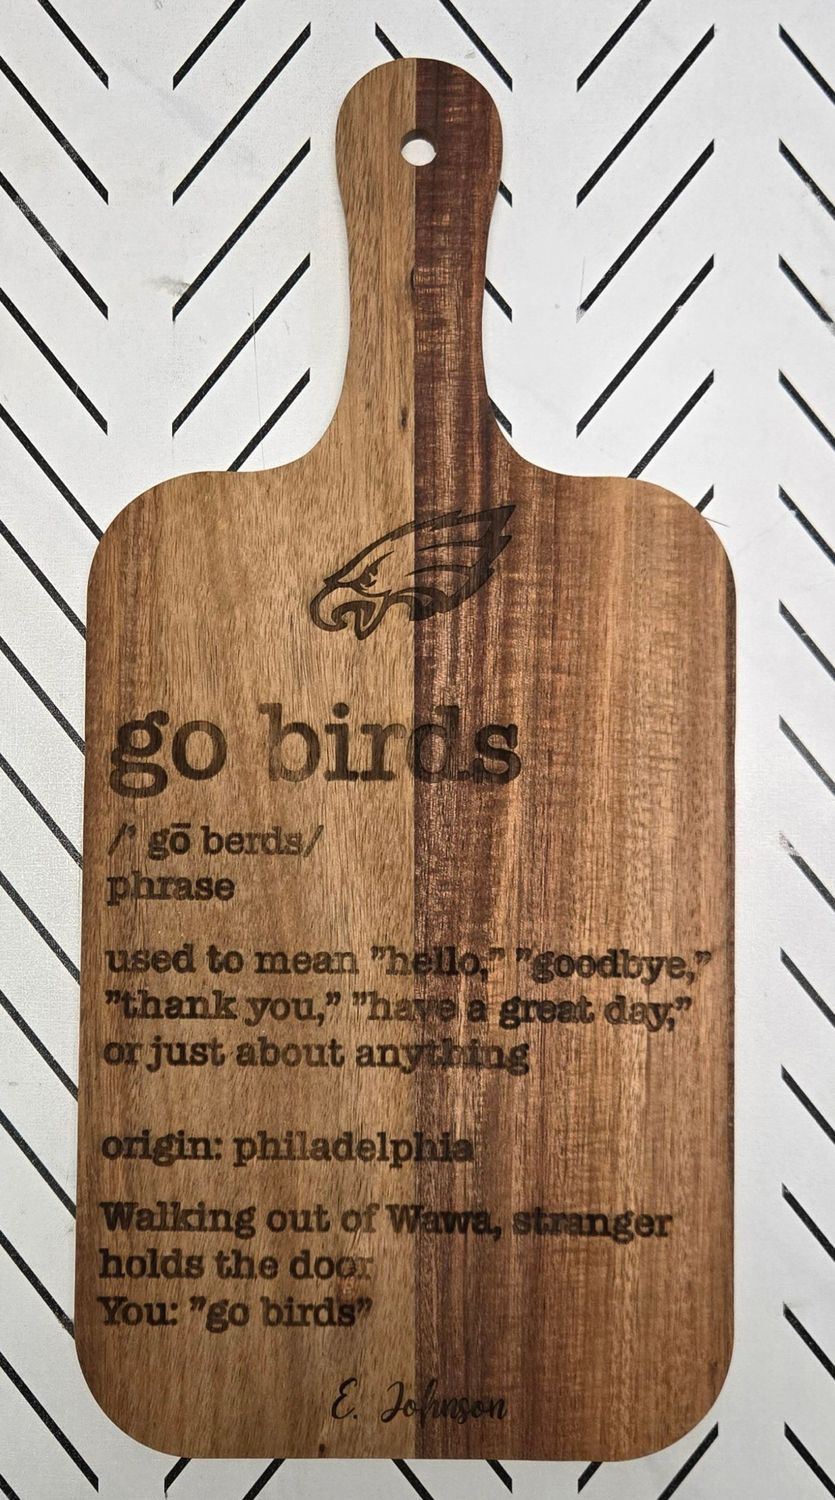 go birds
/' gō berds/
phrase
used to mean "hello," "goodbye,"
"thank you," "have a great day,"
or just about anything
origin: philadelphia
Walking out of Wawa, stranger
holds the door
You: "go birds"
E. Johnson